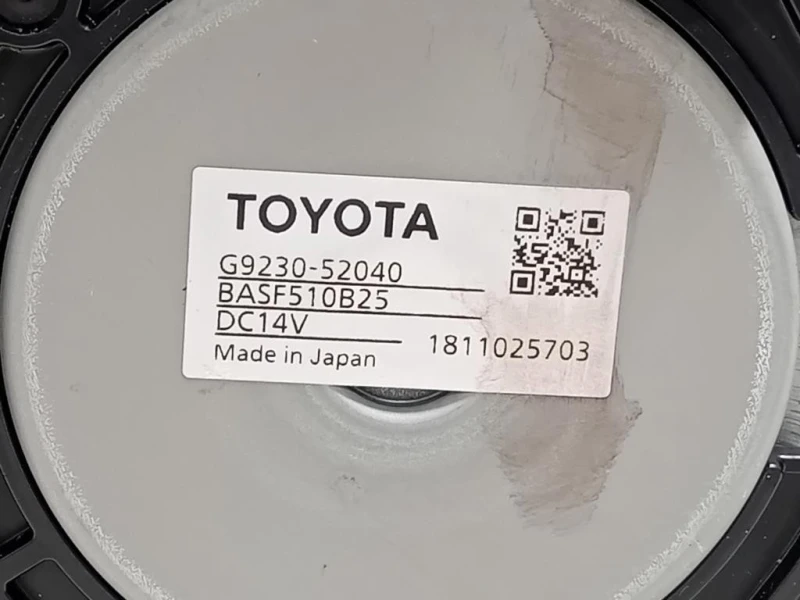 TOYOTA
G9230-52040
BASF510B25
DC14V
1811025703
Made in Japan